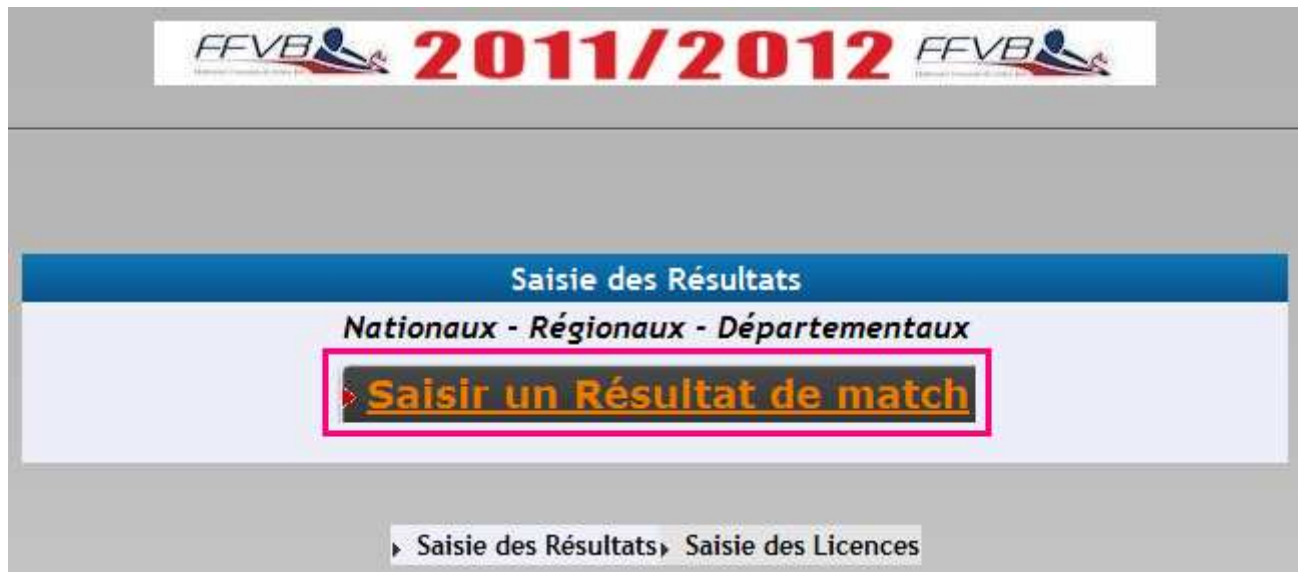 FFVB 2011/2012 FFVB
Saisie des Résultats
Nationaux - Régionaux - Départementaux
Saisir un Résultat de match
Saisie des Résultats Saisie des Licences